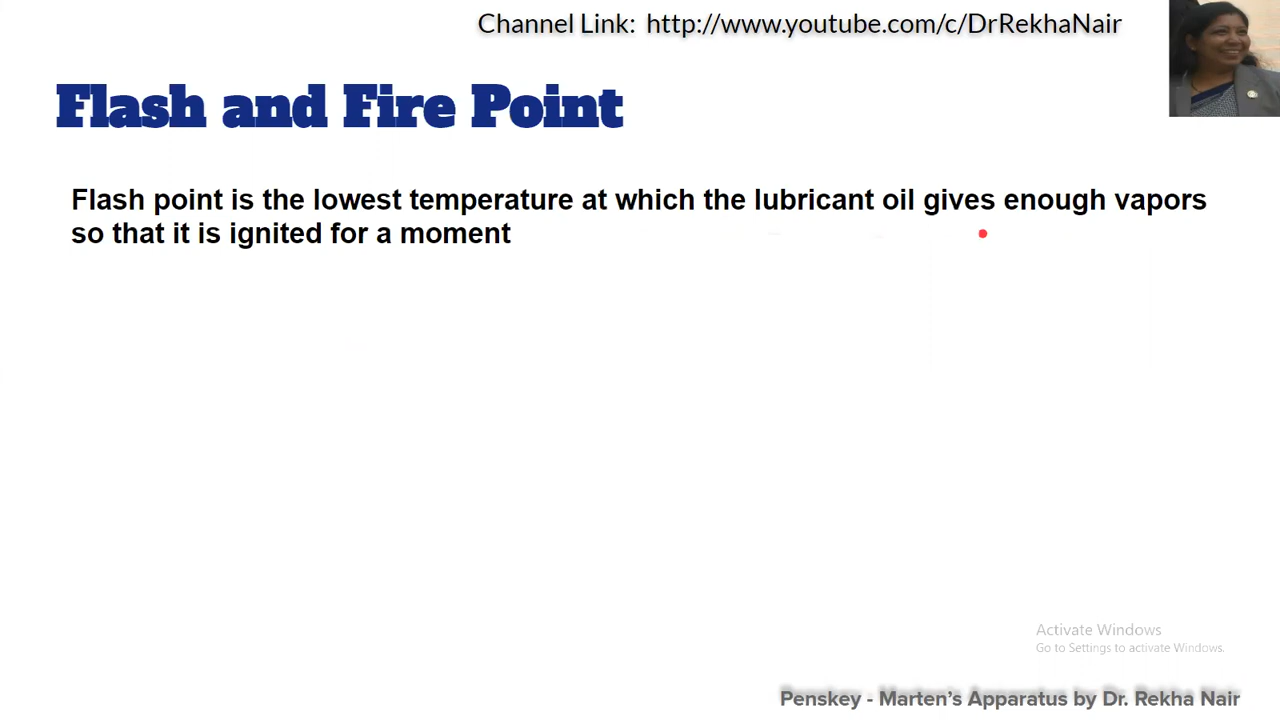 Channel Link: http://www.youtube.com/c/DrRekhaNair
Flash and Fire Point
Flash point is the lowest temperature at which the lubricant oil gives enough vapors
so that it is ignited for a moment
Activate Windows
Go to Settings to activate Windows.
Penskey - Marten’s Apparatus by Dr. Rekha Nair